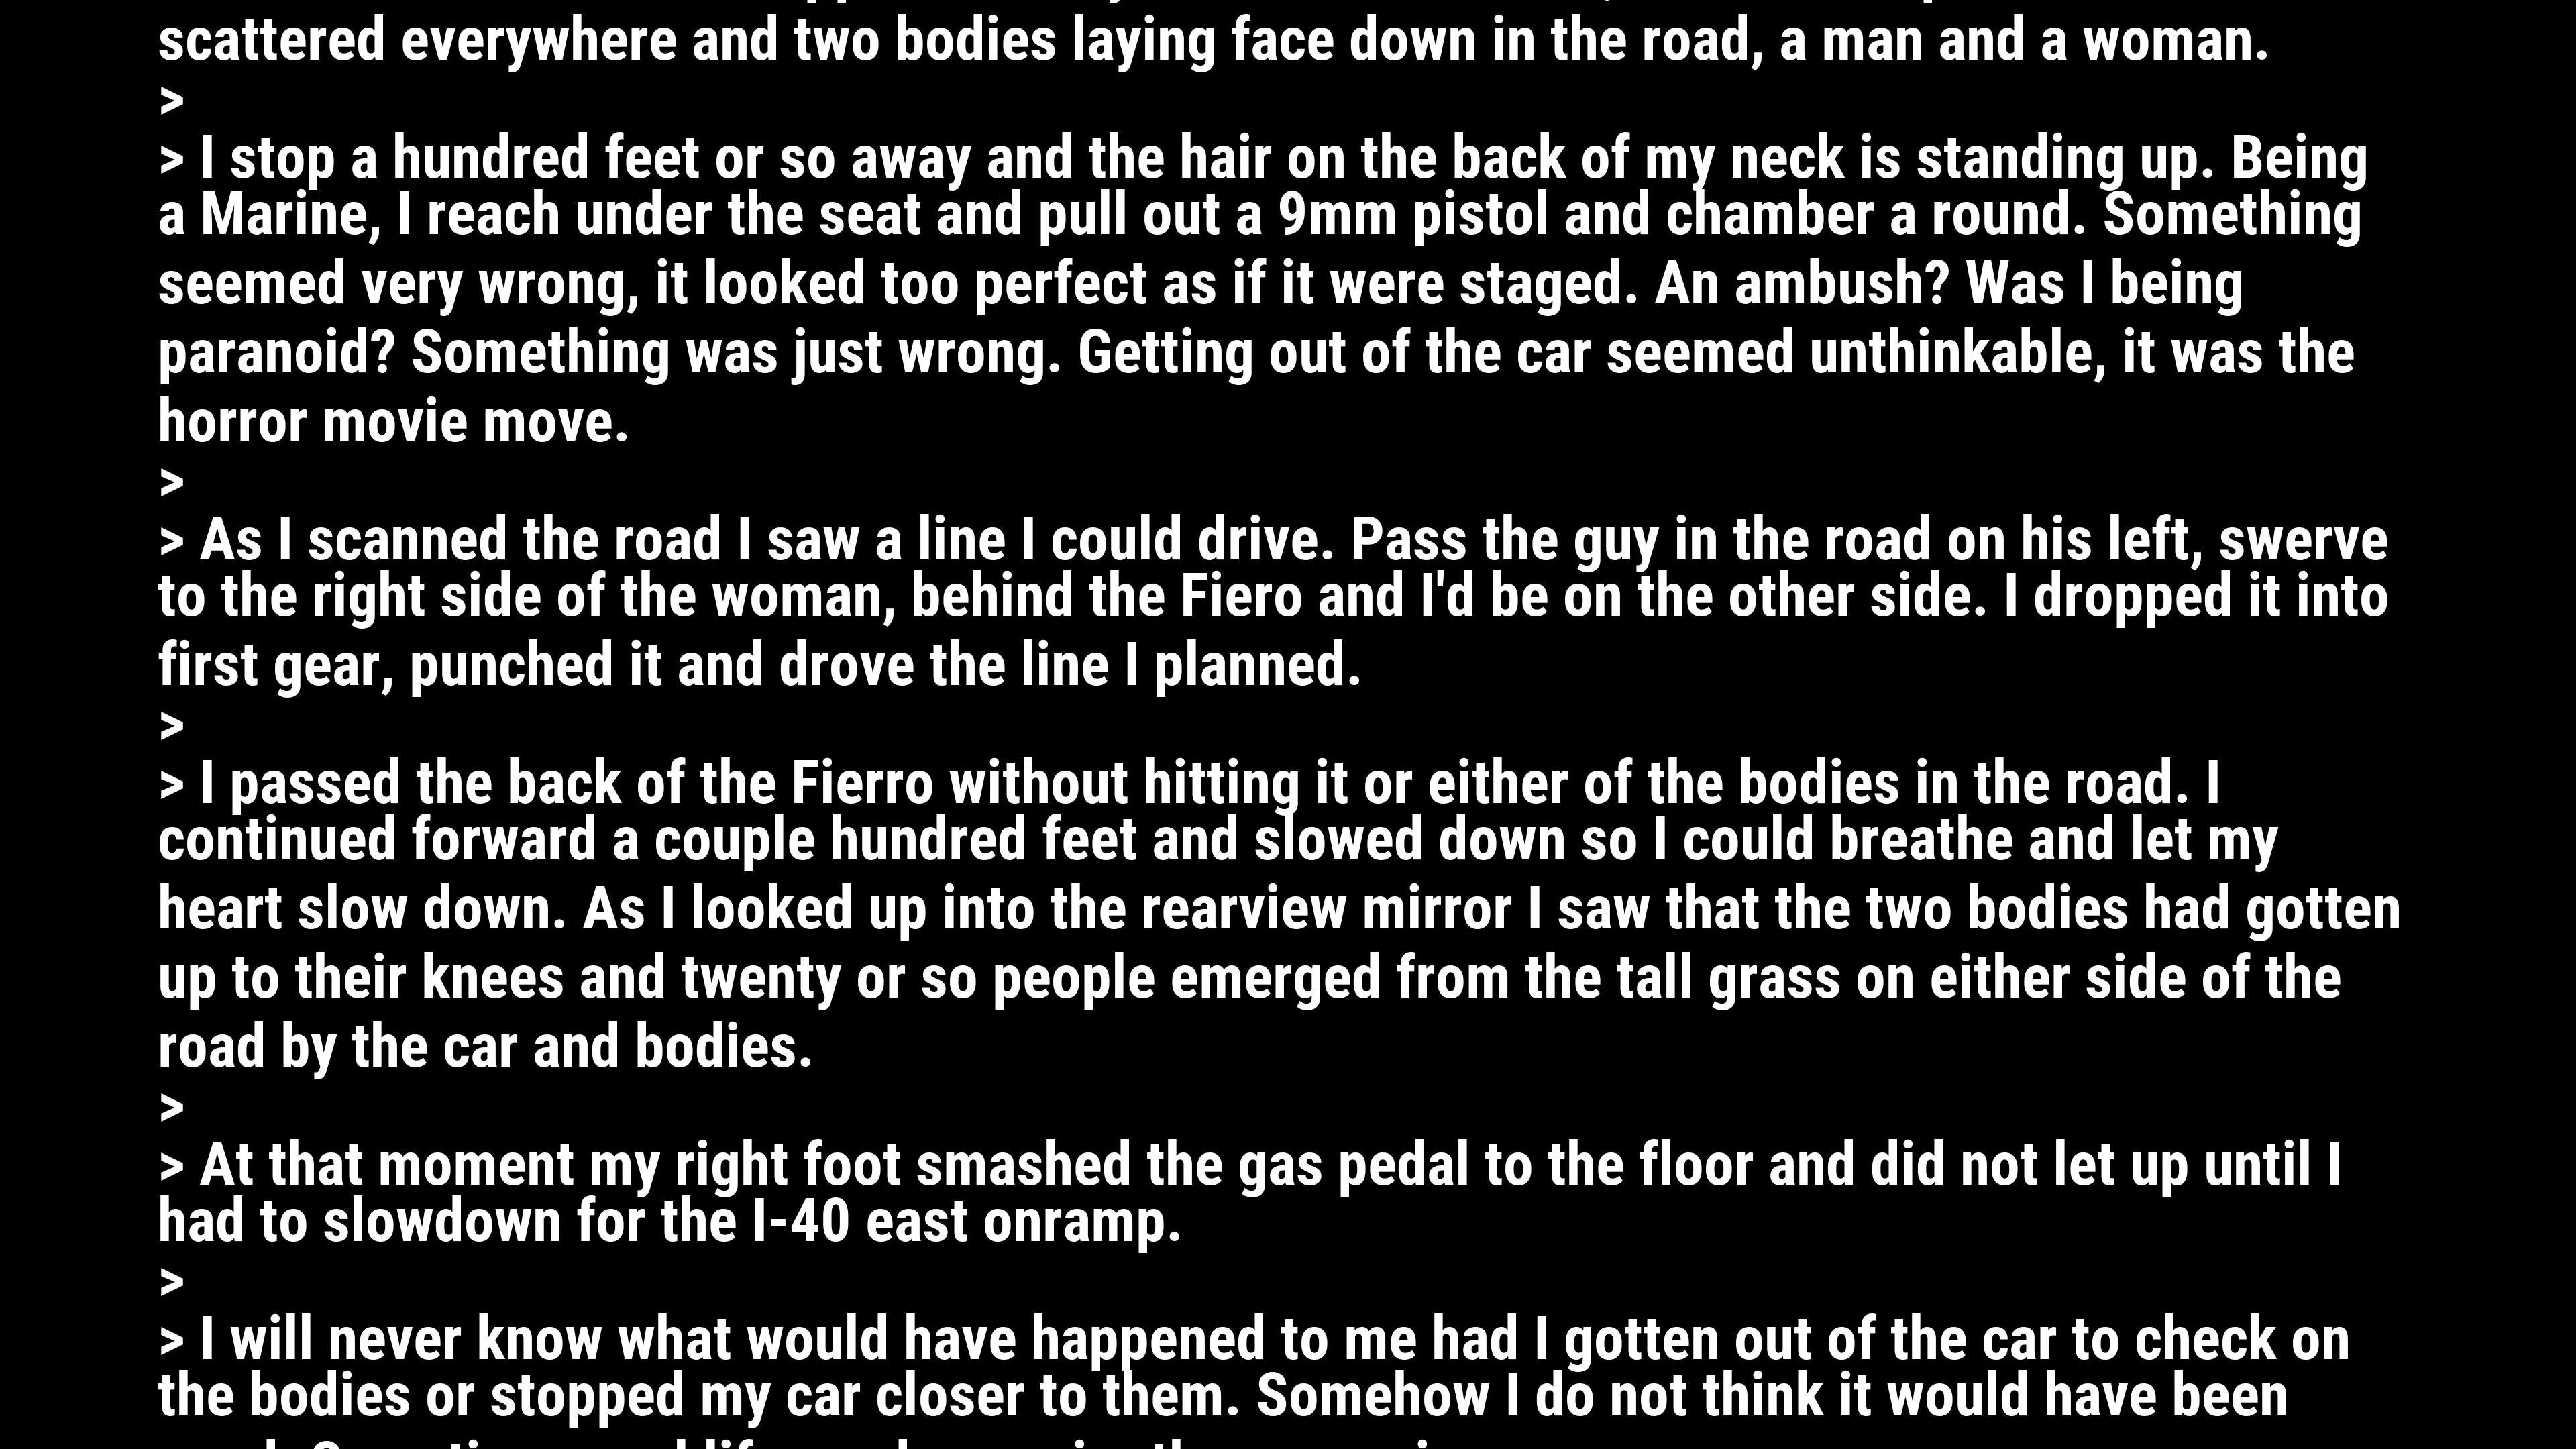 scattered everywhere and two bodies laying face down in the road, a man and a woman.
>
> I stop a hundred feet or so away and the hair on the back of my neck is standing up. Being
a Marine, I reach under the seat and pull out a 9mm pistol and chamber a round. Something
seemed very wrong, it looked too perfect as if it were staged. An ambush? Was I being
paranoid? Something was just wrong. Getting out of the car seemed unthinkable, it was the
horror movie move.
>
> As I scanned the road I saw a line I could drive. Pass the guy in the road on his left, swerve
to the right side of the woman, behind the Fiero and I'd be on the other side. I dropped it into
first gear, punched it and drove the line I planned.
>
> I passed the back of the Fierro without hitting it or either of the bodies in the road. I
continued forward a couple hundred feet and slowed down so I could breathe and let my
heart slow down. As I looked up into the rearview mirror I saw that the two bodies had gotten
up to their knees and twenty or so people emerged from the tall grass on either side of the
road by the car and bodies.
>
> At that moment my right foot smashed the gas pedal to the floor and did not let up until I
had to slowdown for the I-40 east onramp.
>
> I will never know what would have happened to me had I gotten out of the car to check on
the bodies or stopped my car closer to them. Somehow I do not think it would have been